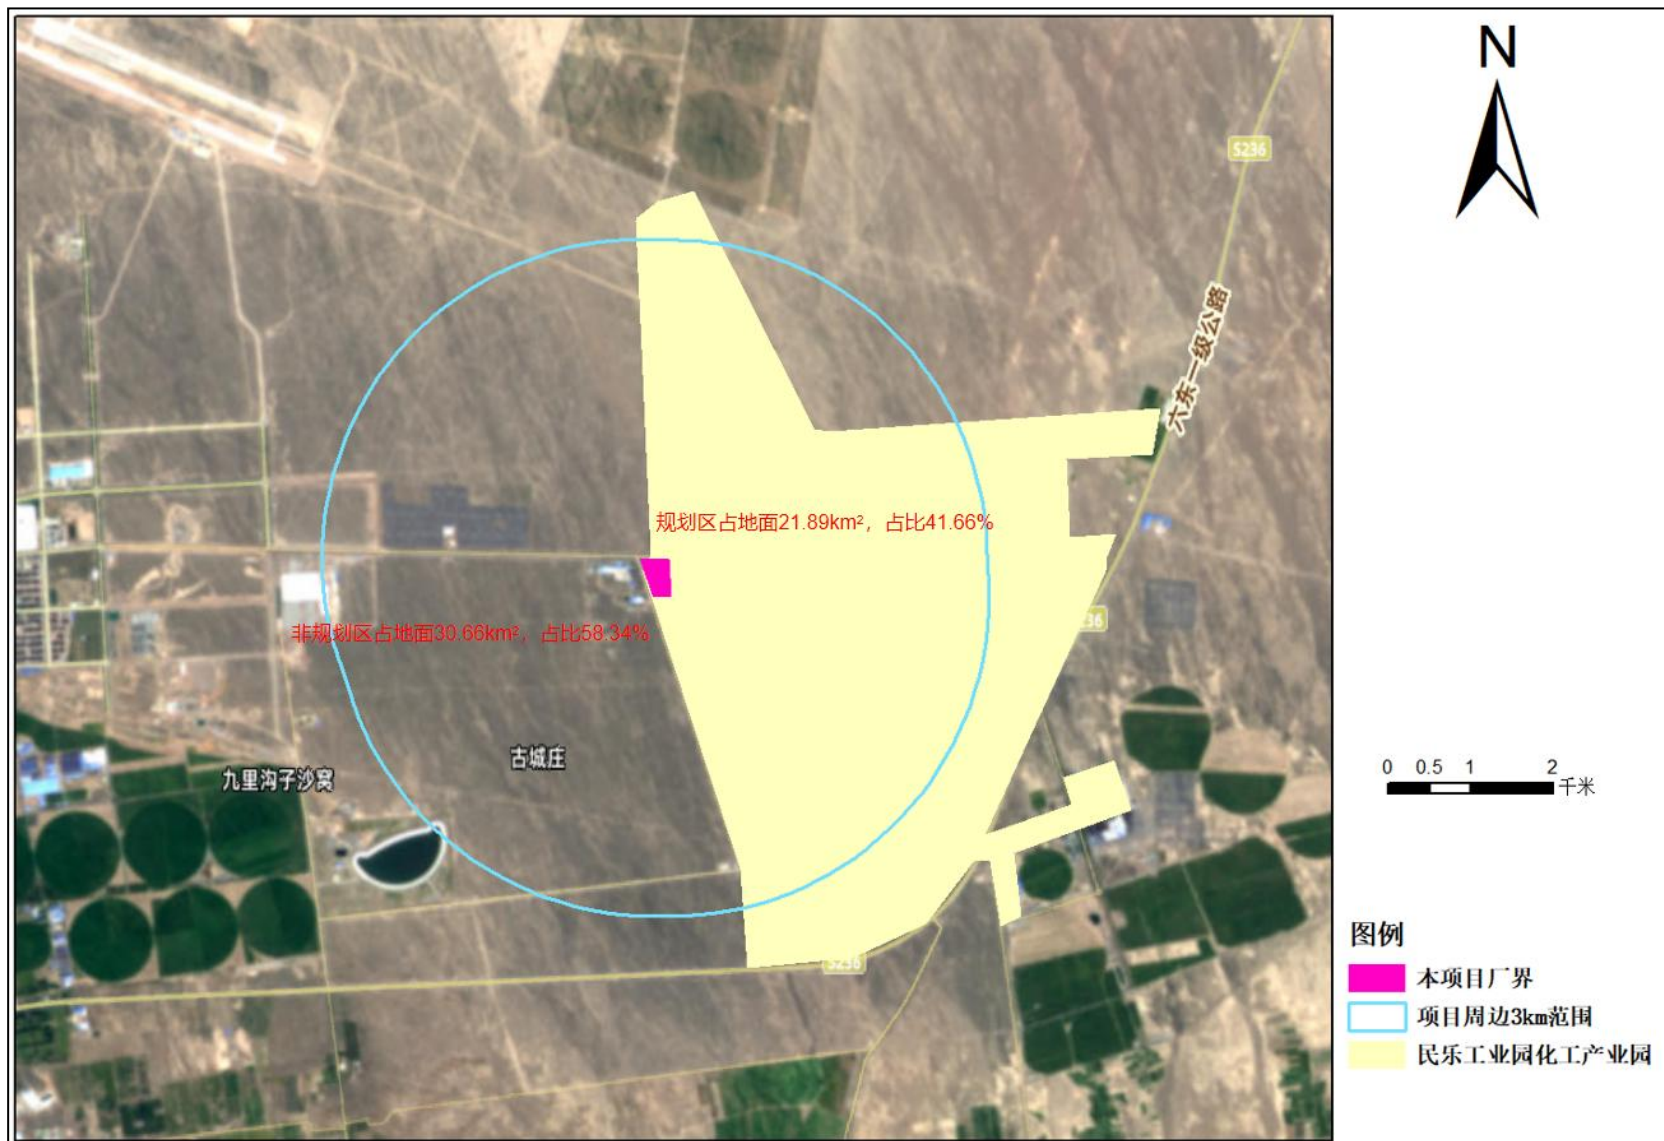 N
S236
六东一级公路
规划区占地面21.89km²，占比41.66%
36
非规划区占地面30.66km²，占比58.34%
古城庄
九里沟子沙窝
0 0.5 1 2
千米
图例
本项目厂界
项目周边3km范围
民乐工业园化工产业园
S236